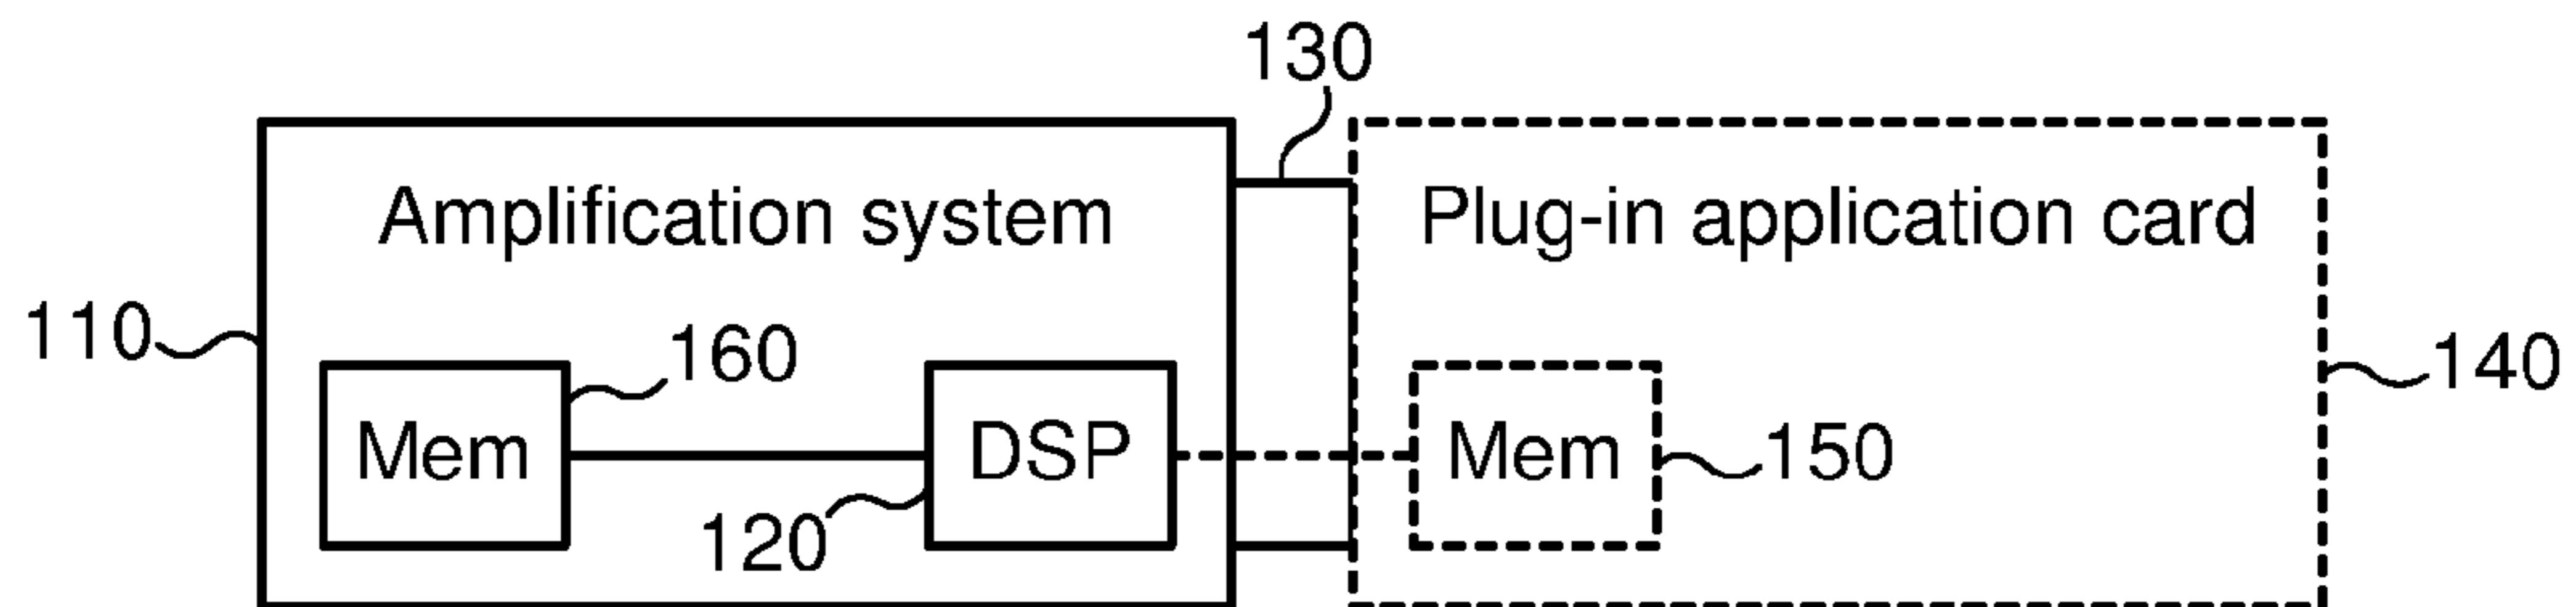 130
Amplification system
Plug-in application card
110
160
140
Mem
DSP
Mem
150
120